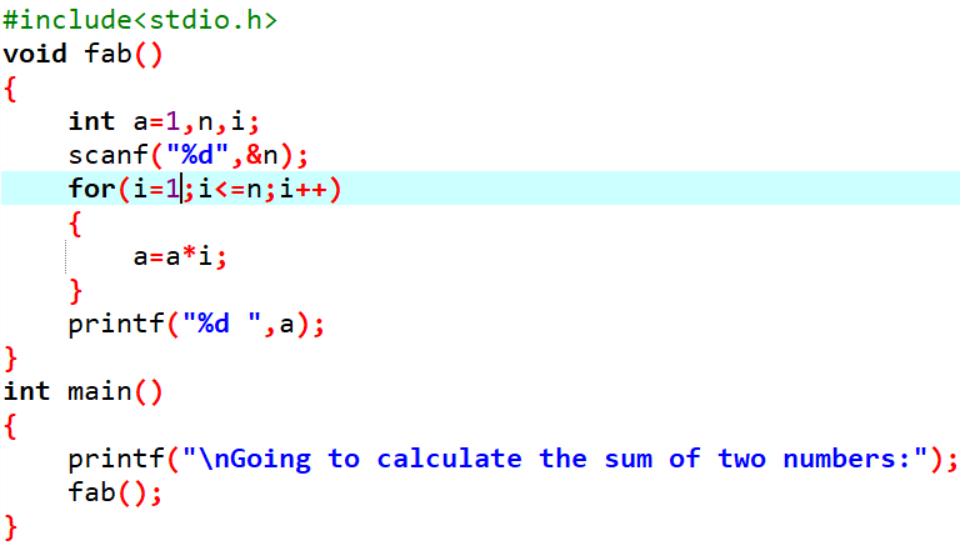 #include<stdio.h>
void fab()
{
    int a=1,n,i;
    scanf("%d",&n);
    for(i=1;i<=n;i++)
    {
        a=a*i;
    }
    printf("%d ",a);
}
int main()
{
    printf("\nGoing to calculate the sum of two numbers:");
    fab();
}